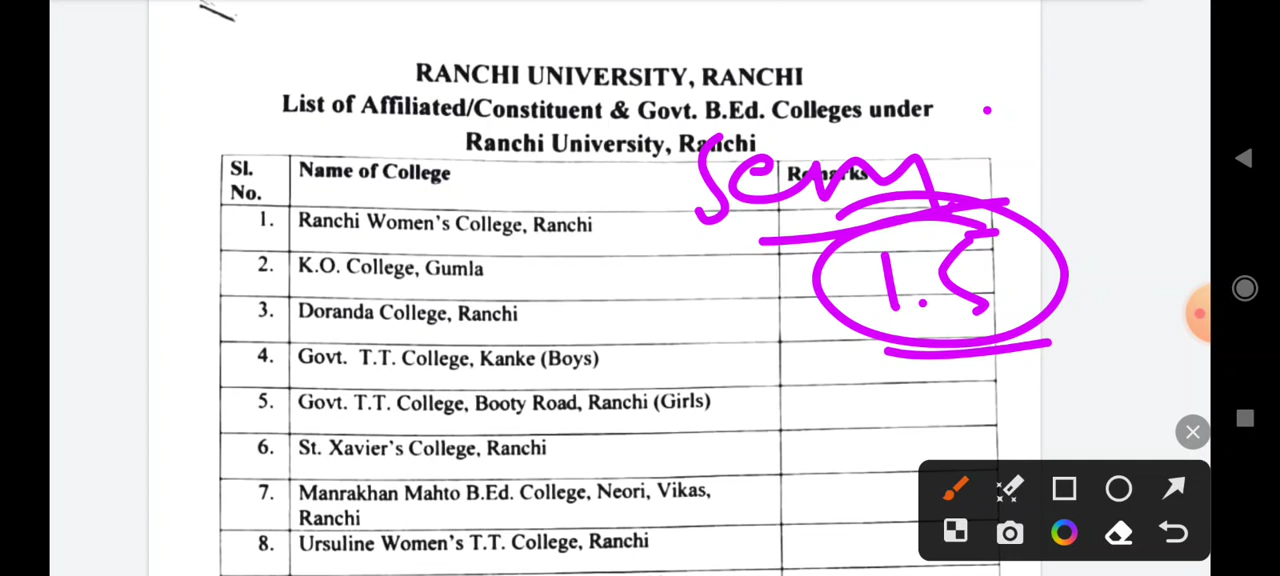 RANCHI UNIVERSITY, RANCHI
List of Affiliated/Constituent & Govt. B.Ed. Colleges under
Ranchi University, Ranchi
Sl. No. Name of College Remarks
1. Ranchi Women's College, Ranchi
2. K.O. College, Gumla
3. Doranda College, Ranchi
4. Govt. T.T. College, Kanke (Boys)
5. Govt. T.T. College, Booty Road, Ranchi (Girls)
6. St. Xavier's College, Ranchi
7. Manrakhan Mahto B.Ed. College, Neori, Vikas,
Ranchi
8. Ursuline Women's T.T. College, Ranchi
1.5